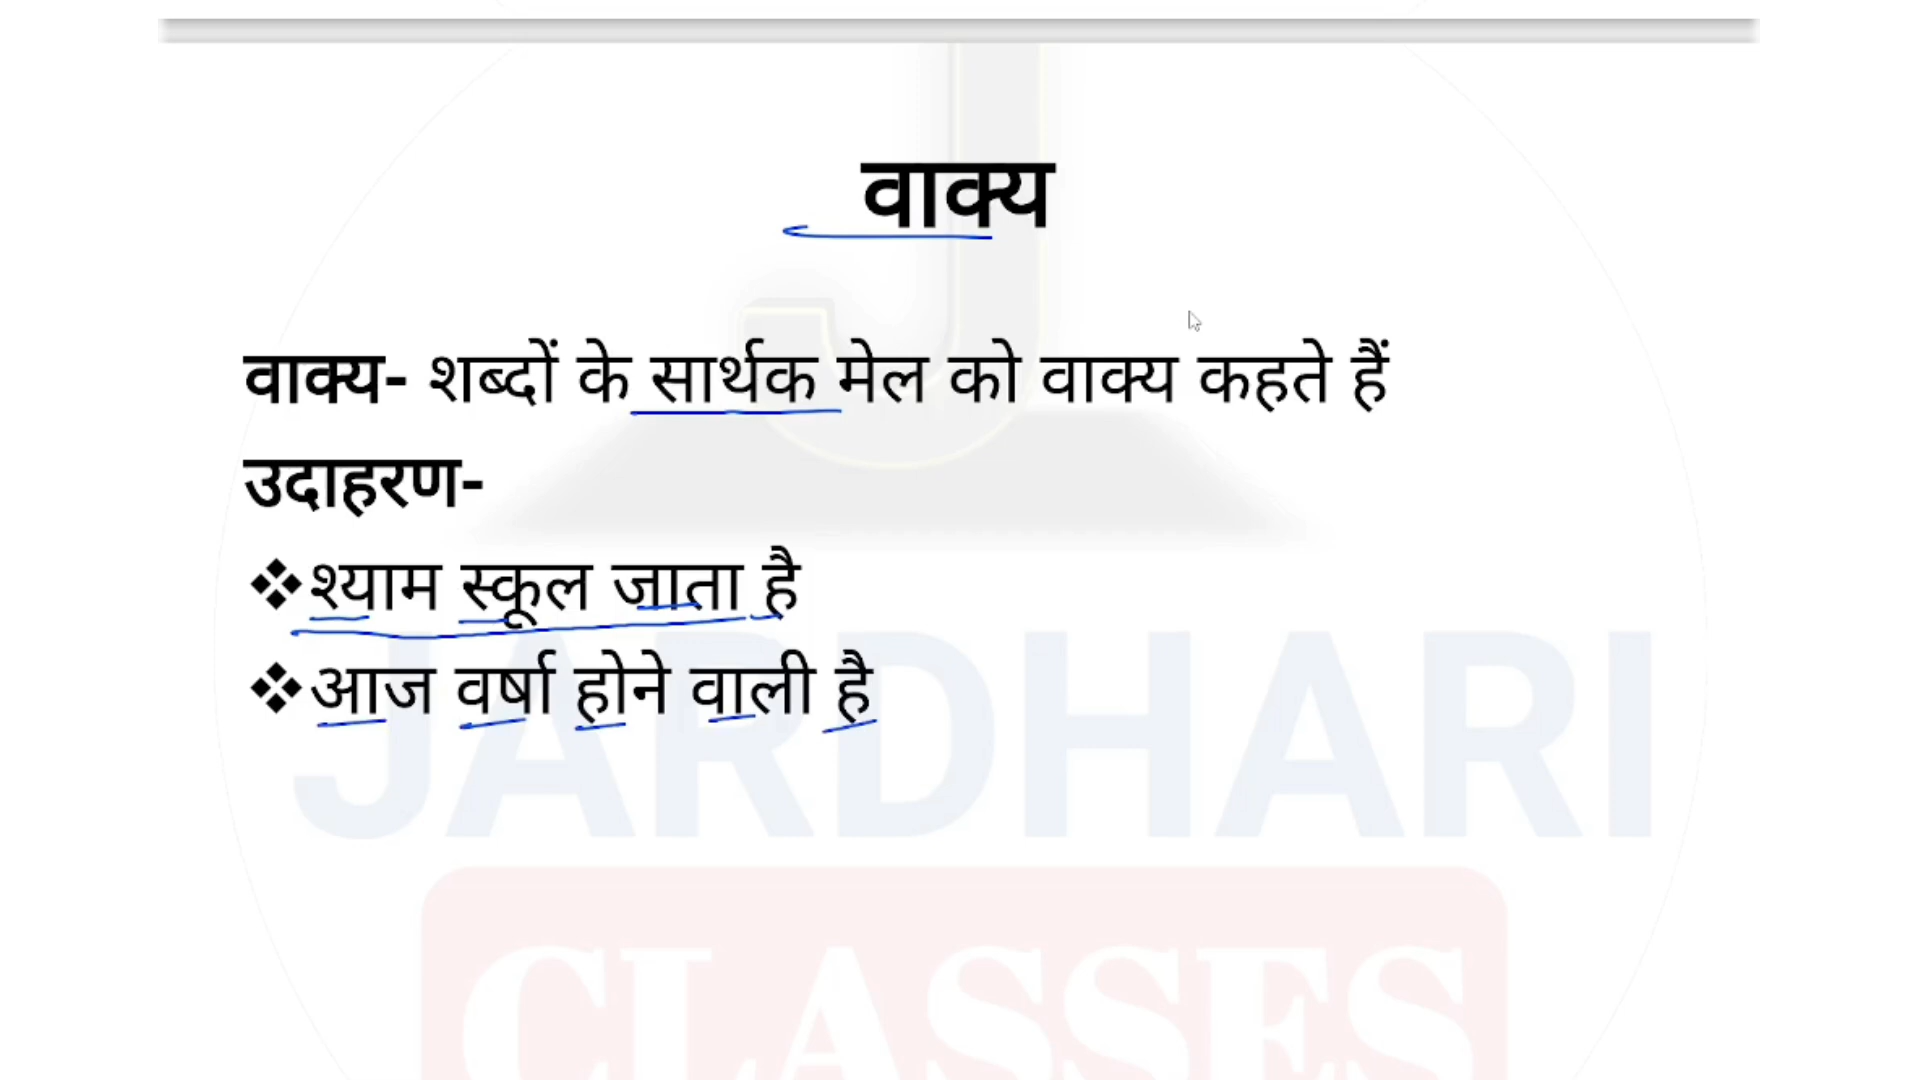 वाक्य
वाक्य- शब्दों के सार्थक मेल को वाक्य कहते हैं
उदाहरण-
❖श्याम स्कूल जाता है
❖आज वर्षा होने वाली है
JARDHARI
CLASSES